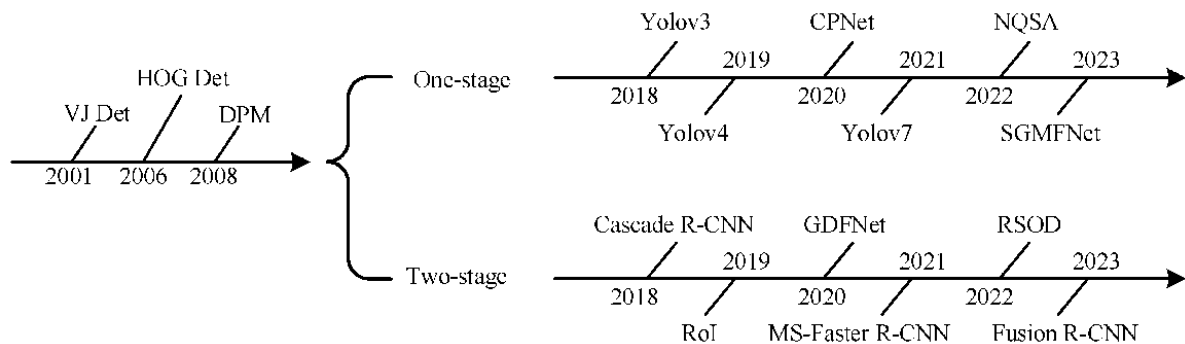 VJ Det
HOG Det
DPM
2001
2006
2008
One-stage
Yolov3
CPNet
NQSA
2019
2021
2023
2018
2020
2022
Yolov4
Yolov7
SGMFNet
Two-stage
Cascade R-CNN
GDFNet
RSOD
2019
2021
2023
2018
2020
2022
RoI
MS-Faster R-CNN
Fusion R-CNN